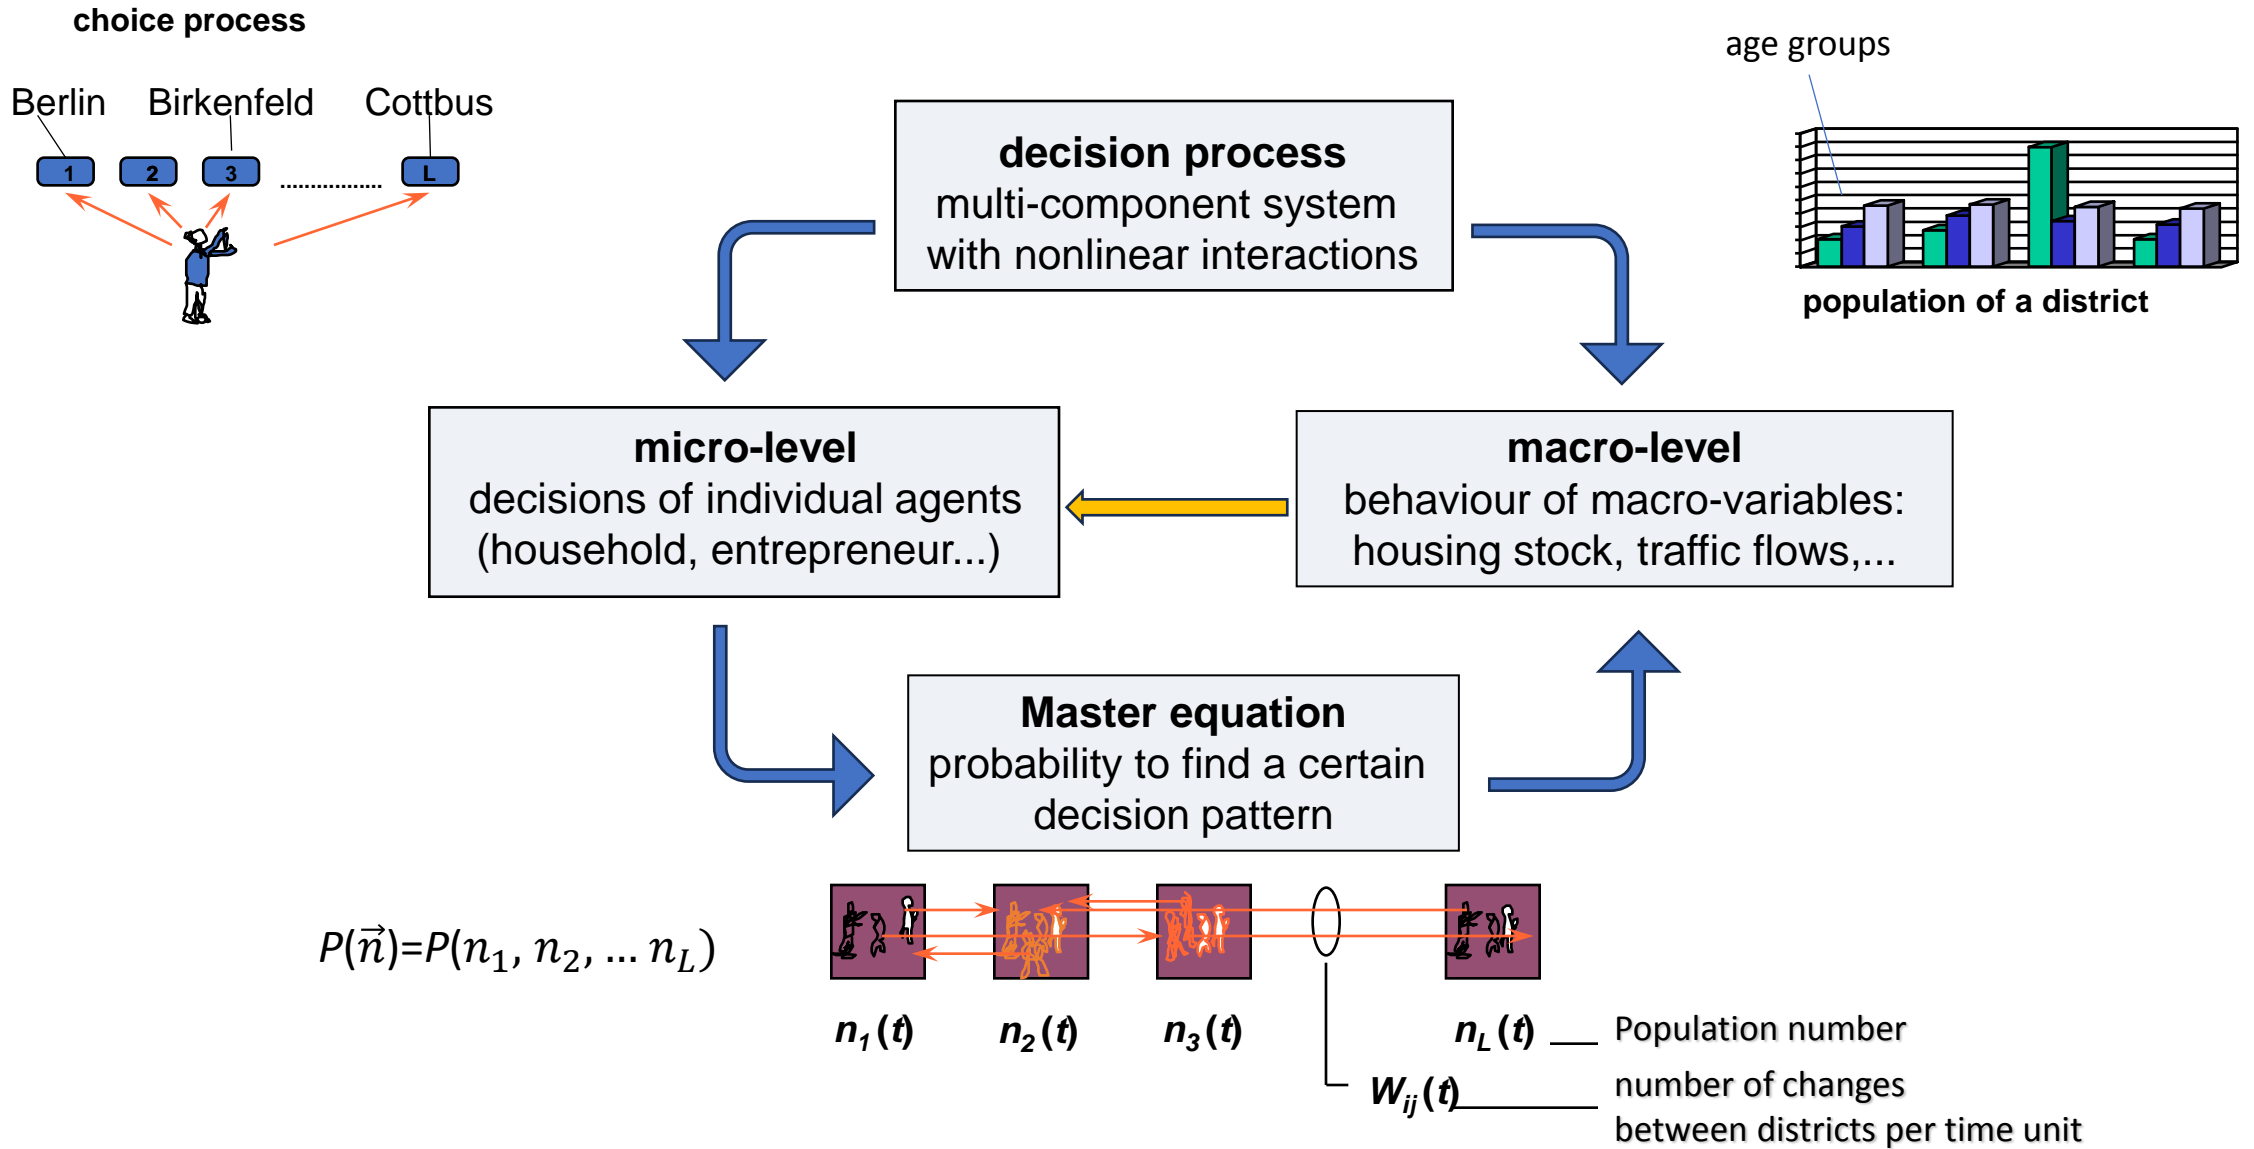 choice process
age groups
Berlin Birkenfeld Cottbus
1 2 3 ................. L
decision process
multi-component system
with nonlinear interactions
population of a district
micro-level
decisions of individual agents
(household, entrepreneur...)
macro-level
behaviour of macro-variables:
housing stock, traffic flows,...
Master equation
probability to find a certain
decision pattern
P(n⃗)=P(n₁, n₂, … n_L)
n₁(t) n₂(t) n₃(t) n_L(t) Population number
W_ij(t) number of changes
between districts per time unit